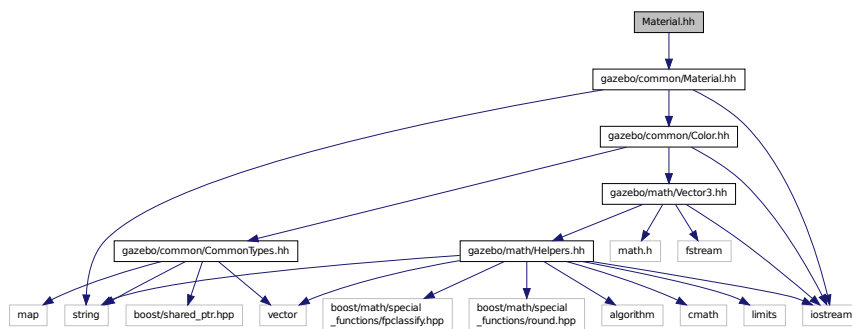 Material.hh
gazebo/common/Material.hh
gazebo/common/Color.hh
gazebo/math/Vector3.hh
gazebo/common/CommonTypes.hh
gazebo/math/Helpers.hh
math.h
fstream
map
string
boost/shared_ptr.hpp
vector
boost/math/special
_functions/fpclassify.hpp
boost/math/special
_functions/round.hpp
algorithm
cmath
limits
iostream